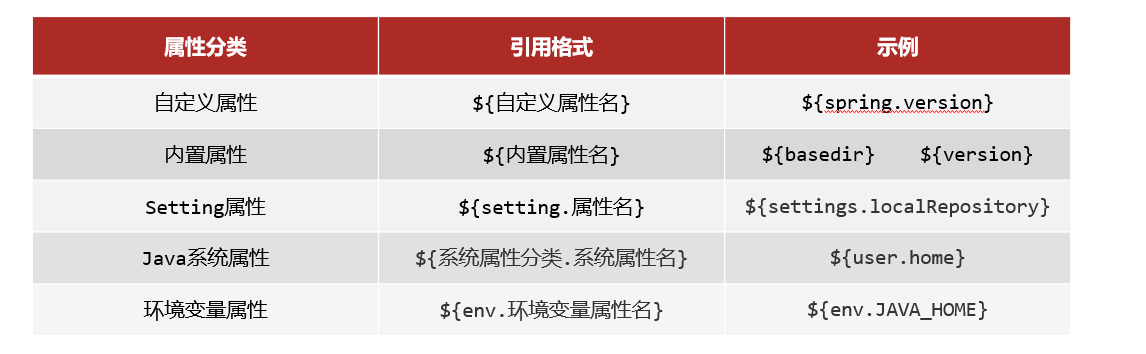 属性分类 引用格式 示例
自定义属性 ${自定义属性名} ${spring.version}
内置属性 ${内置属性名} ${basedir} ${version}
Setting属性 ${setting.属性名} ${settings.localRepository}
Java系统属性 ${系统属性分类.系统属性名} ${user.home}
环境变量属性 ${env.环境变量属性名} ${env.JAVA_HOME}